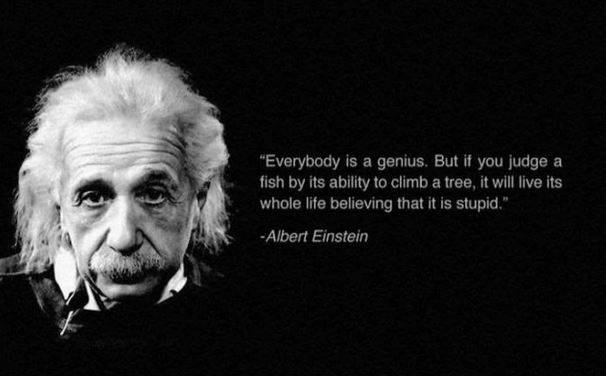 “Everybody is a genius. But if you judge a
fish by its ability to climb a tree, it will live its
whole life believing that it is stupid.”
-Albert Einstein